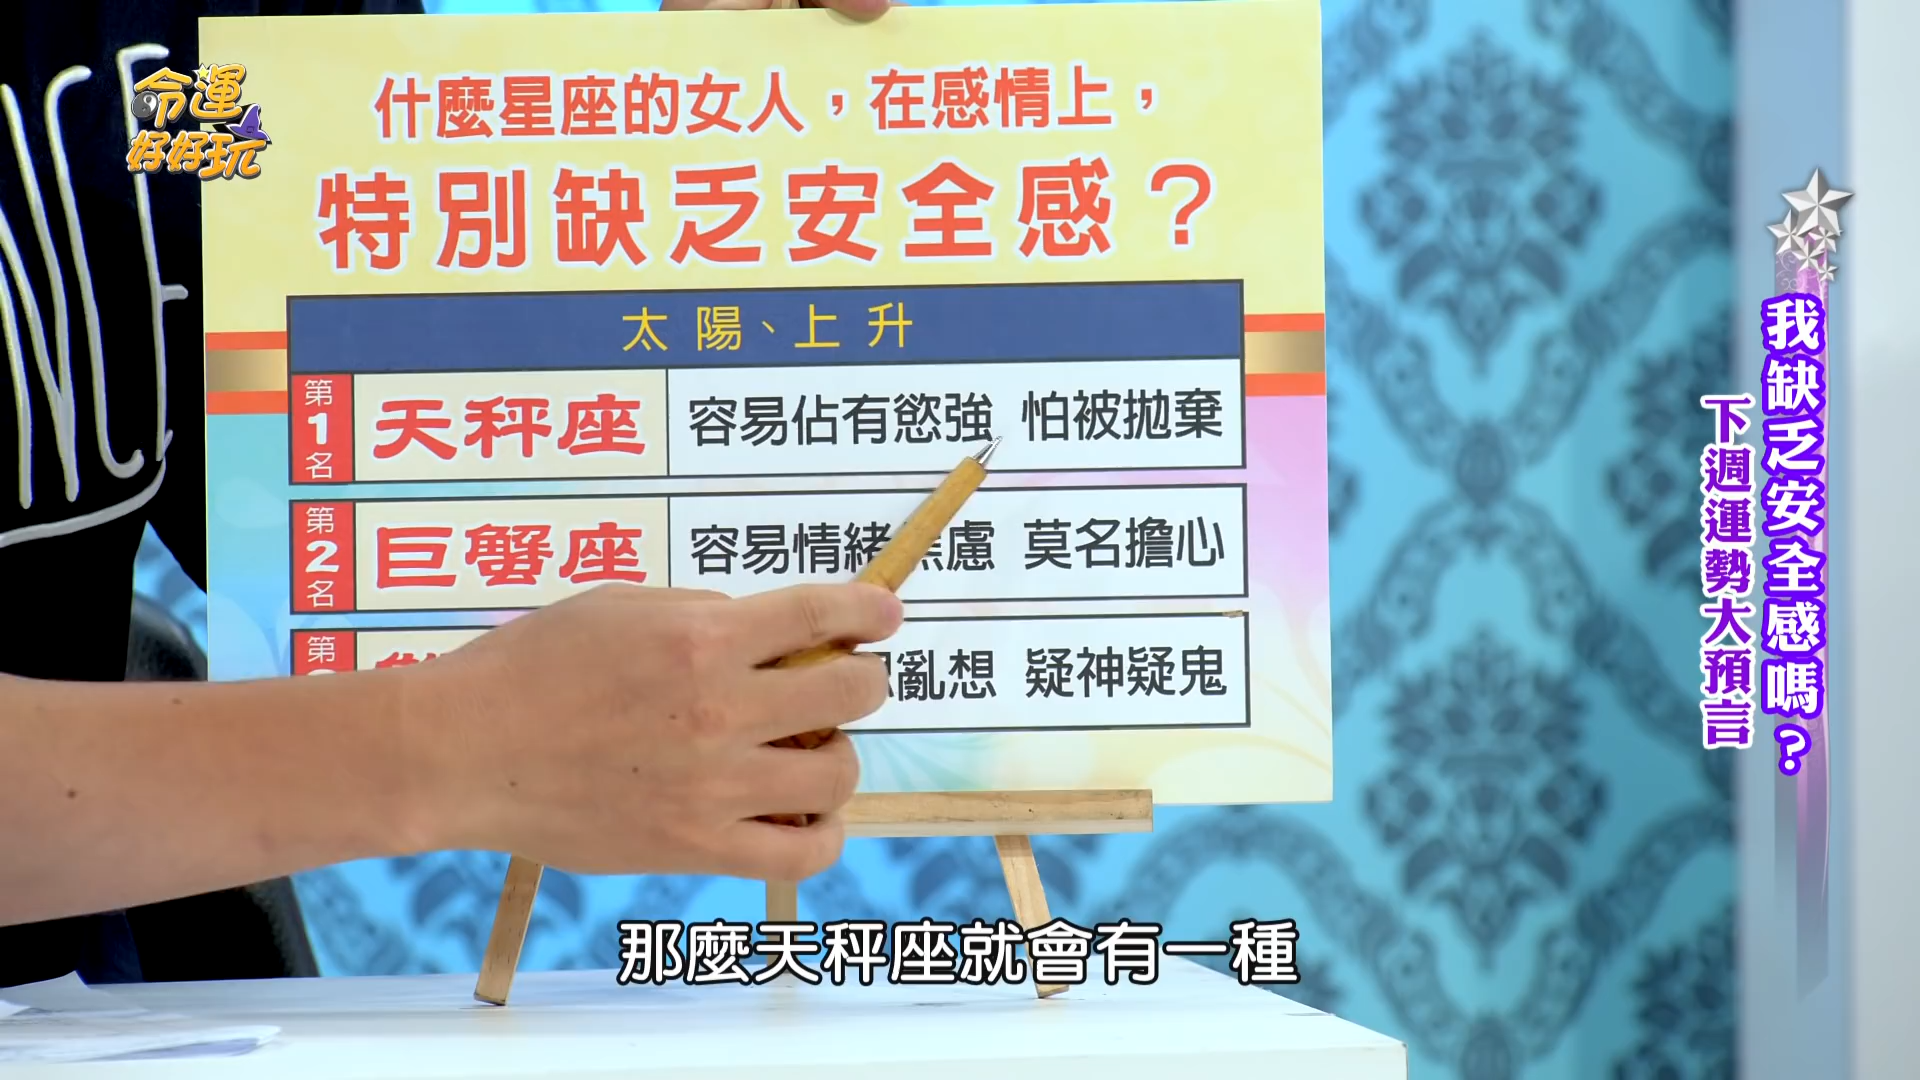 命運
好好玩
什麼星座的女人，在感情上，
特別缺乏安全感？
太陽、上升
第1名 天秤座 容易佔有慾強 怕被拋棄
第2名 巨蟹座 容易情緒焦慮 莫名擔心
第 亂想 疑神疑鬼
我缺乏安全感嗎？
下週運勢大預言
那麼天秤座就會有一種